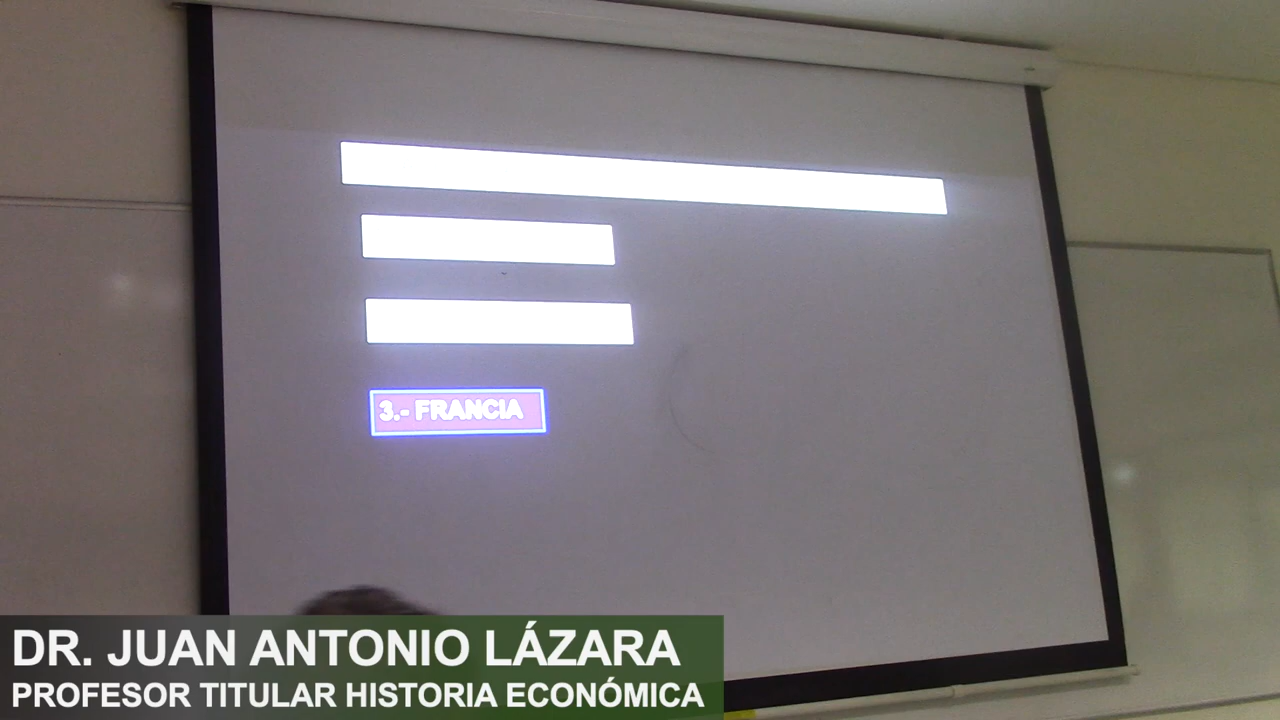 3.- FRANCIA
DR. JUAN ANTONIO LÁZARA
PROFESOR TITULAR HISTORIA ECONÓMICA